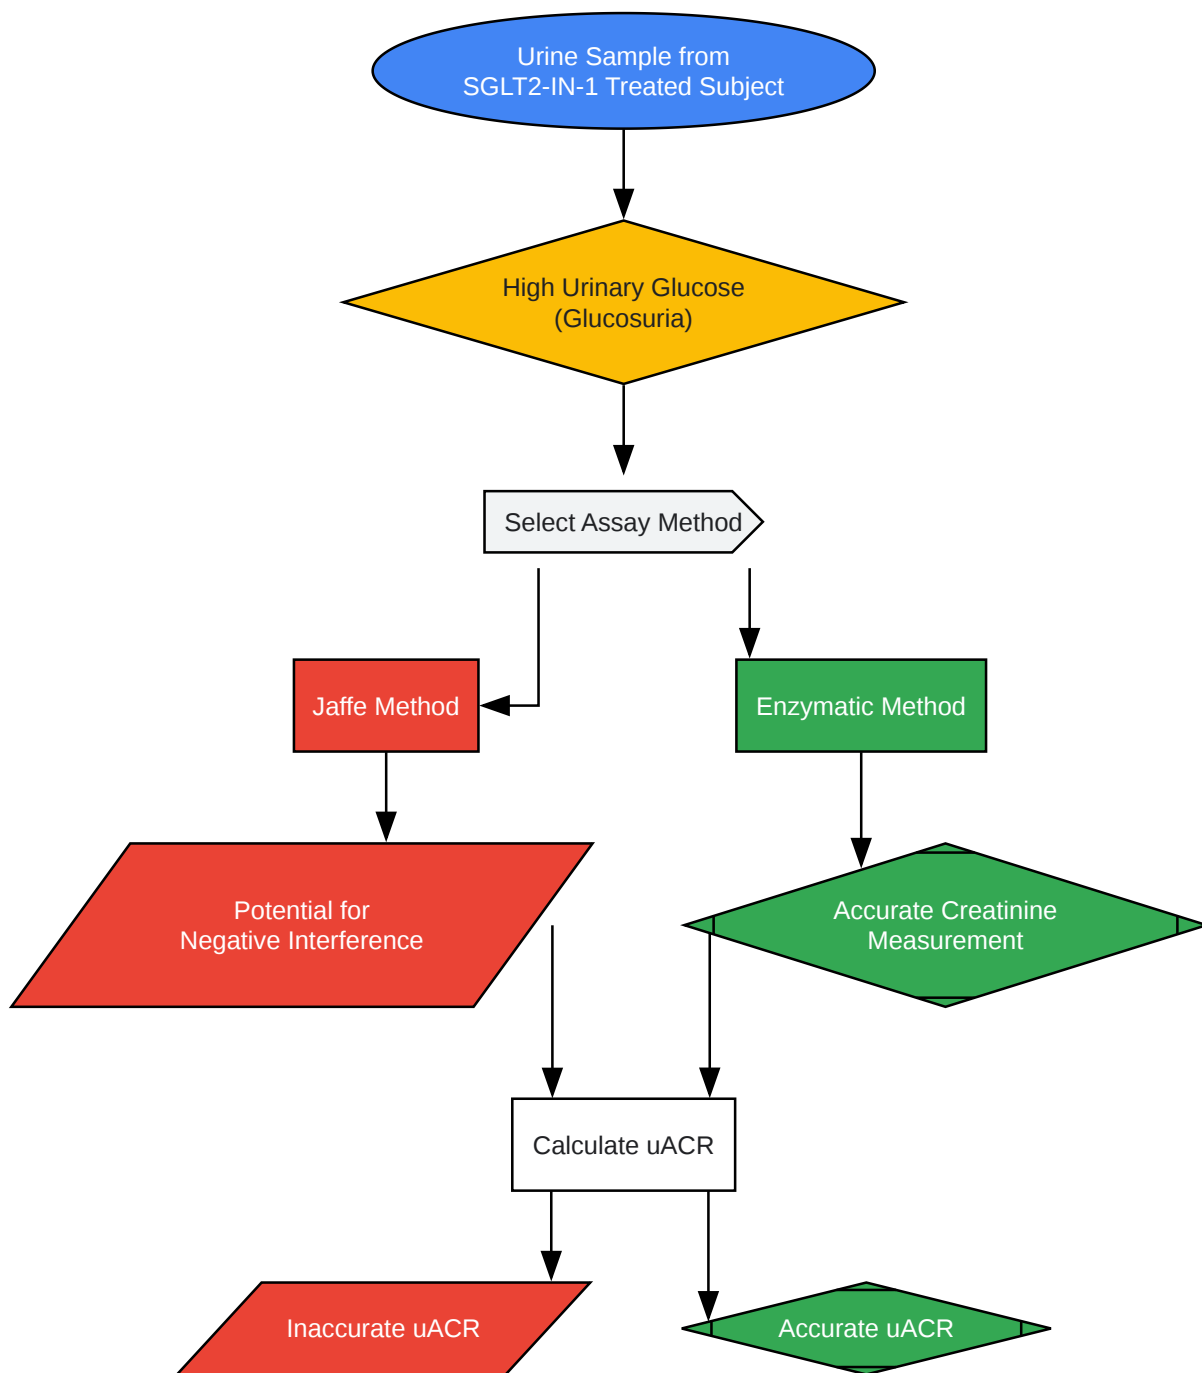 Urine Sample from
SGLT2-IN-1 Treated Subject
High Urinary Glucose
(Glucosuria)
Select Assay Method
Jaffe Method
Enzymatic Method
Potential for
Negative Interference
Accurate Creatinine
Measurement
Calculate uACR
Inaccurate uACR
Accurate uACR